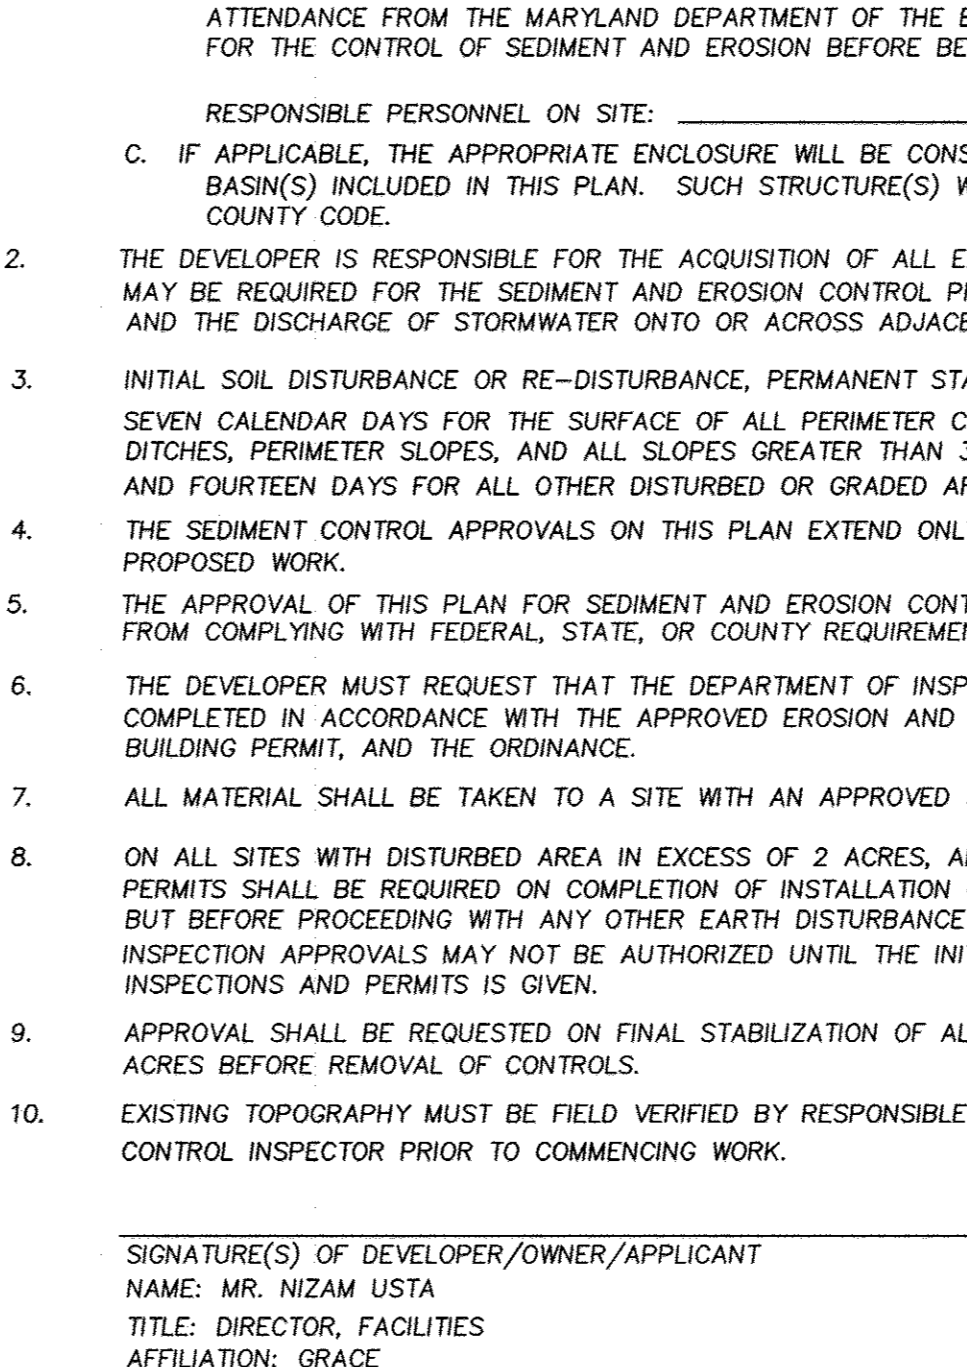 ATTENDANCE FROM THE MARYLAND DEPARTMENT OF THE
FOR THE CONTROL OF SEDIMENT AND EROSION BEFORE BE
RESPONSIBLE PERSONNEL ON SITE:
C. IF APPLICABLE, THE APPROPRIATE ENCLOSURE WILL BE CONS
BASIN(S) INCLUDED IN THIS PLAN. SUCH STRUCTURE(S)
COUNTY CODE.
2. THE DEVELOPER IS RESPONSIBLE FOR THE ACQUISITION OF ALL
MAY BE REQUIRED FOR THE SEDIMENT AND EROSION CONTROL
AND THE DISCHARGE OF STORMWATER ONTO OR ACROSS ADJACE
3. INITIAL SOIL DISTURBANCE OR RE-DISTURBANCE, PERMANENT STA
SEVEN CALENDAR DAYS FOR THE SURFACE OF ALL PERIMETER C
DITCHES, PERIMETER SLOPES, AND ALL SLOPES GREATER THAN 3
AND FOURTEEN DAYS FOR ALL OTHER DISTURBED OR GRADED
4. THE SEDIMENT CONTROL APPROVALS ON THIS PLAN EXTEND ONL
PROPOSED WORK.
5. THE APPROVAL OF THIS PLAN FOR SEDIMENT AND EROSION CONT
FROM COMPLYING WITH FEDERAL, STATE, OR COUNTY REQUIREMEN
6. THE DEVELOPER MUST REQUEST THAT THE DEPARTMENT OF INSP
COMPLETED IN ACCORDANCE WITH THE APPROVED EROSION AND
BUILDING PERMIT, AND THE ORDINANCE.
7. ALL MATERIAL SHALL BE TAKEN TO A SITE WITH AN APPROVED
8. ON ALL SITES WITH DISTURBED AREA IN EXCESS OF 2 ACRES,
PERMITS SHALL BE REQUIRED ON COMPLETION OF INSTALLATION
BUT BEFORE PROCEEDING WITH ANY OTHER EARTH DISTURBANCE
INSPECTION APPROVALS MAY NOT BE AUTHORIZED UNTIL THE INI
INSPECTIONS AND PERMITS IS GIVEN.
9. APPROVAL SHALL BE REQUESTED ON FINAL STABILIZATION OF AL
ACRES BEFORE REMOVAL OF CONTROLS.
10. EXISTING TOPOGRAPHY MUST BE FIELD VERIFIED BY RESPONSIBLE
CONTROL INSPECTOR PRIOR TO COMMENCING WORK.
SIGNATURE(S) OF DEVELOPER/OWNER/APPLICANT
NAME: MR. NIZAM USTA
TITLE: DIRECTOR, FACILITIES
AFFILIATION: GRACE